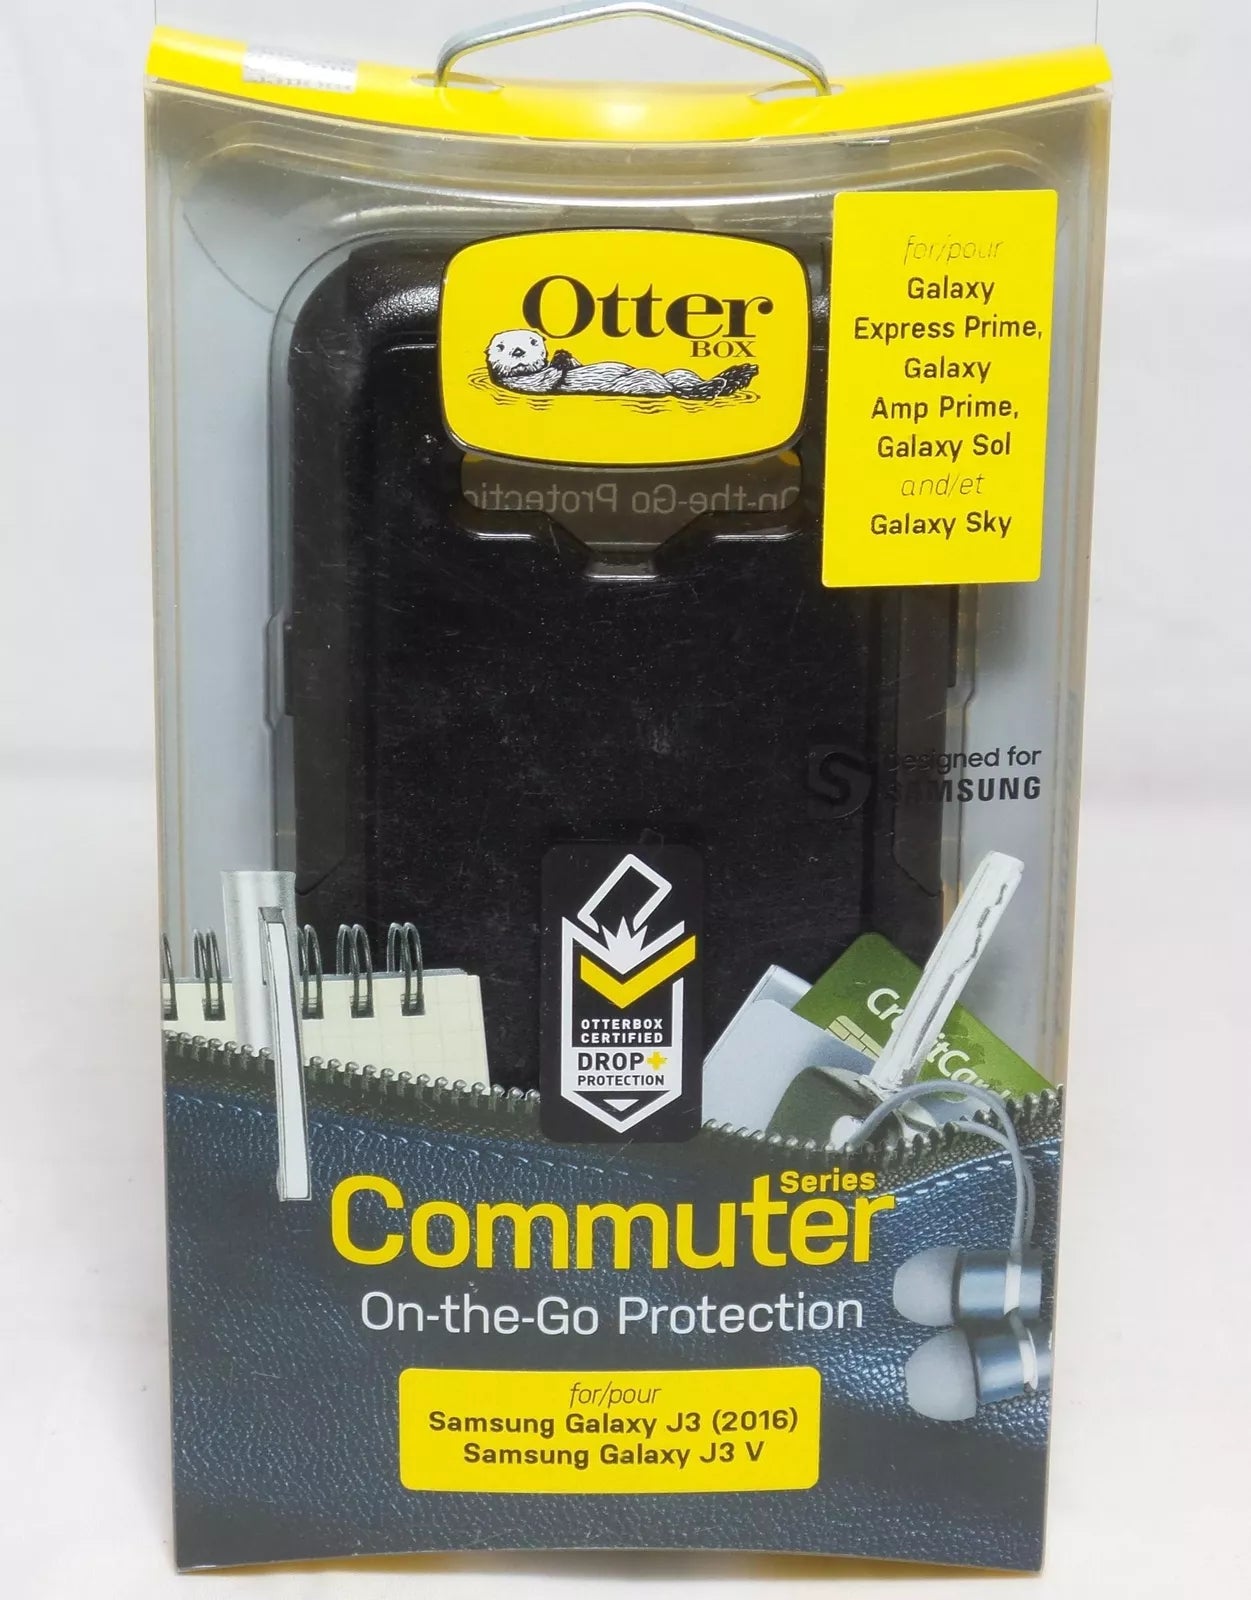 Otter
BOX
for/pour
Galaxy
Express Prime,
Galaxy
Amp Prime,
Galaxy Sol
and/et
Galaxy Sky
On-the-Go Protection
Designed for
SAMSUNG
CreditCard
OTTERBOX
CERTIFIED
DROP+
PROTECTION
Series
Commuter
On-the-Go Protection
for/pour
Samsung Galaxy J3 (2016)
Samsung Galaxy J3 V